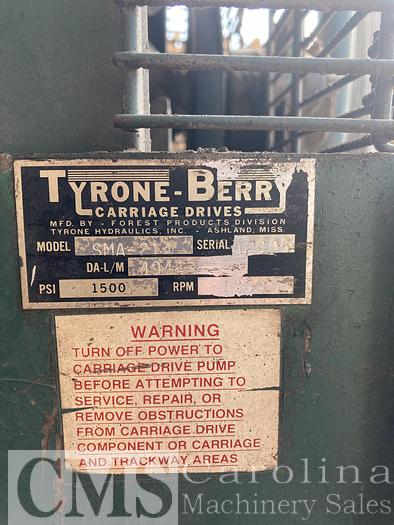 TYRONE-BERRY
CARRIAGE DRIVES
MFD. BY - FOREST PRODUCTS DIVISION
TYRONE HYDRAULICS, INC. - ASHLAND, MISS.
MODEL SERIAL
DA-L/M
PSI 1500 RPM
WARNING
TURN OFF POWER TO
CARRIAGE DRIVE PUMP
BEFORE ATTEMPTING TO
SERVICE, REPAIR, OR
REMOVE OBSTRUCTIONS
FROM CARRIAGE DRIVE
COMPONENT OR CARRIAGE
AND TRACKWAY AREAS
CMS Carolina
Machinery Sales